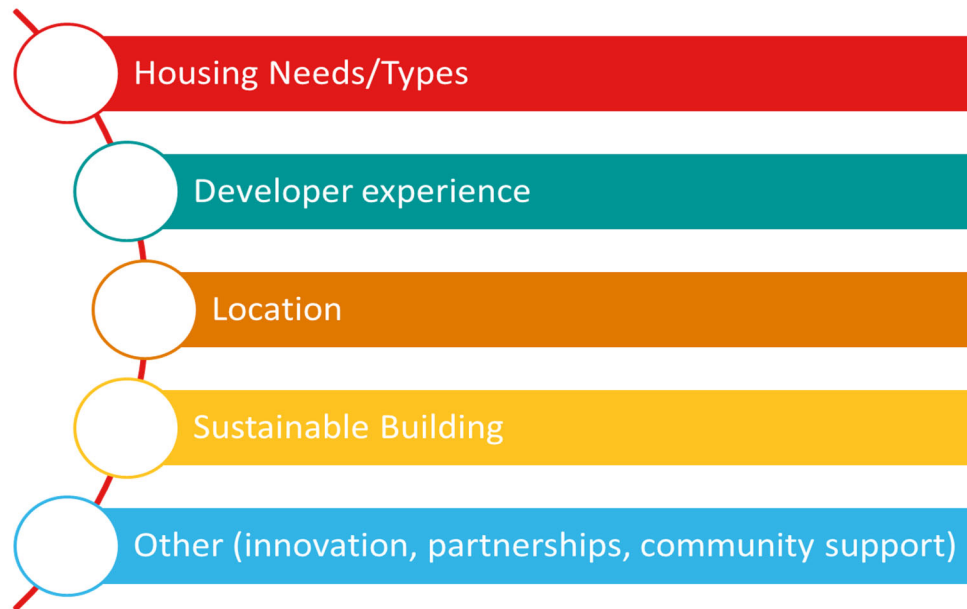 Housing Needs/Types
Developer experience
Location
Sustainable Building
Other (innovation, partnerships, community support)